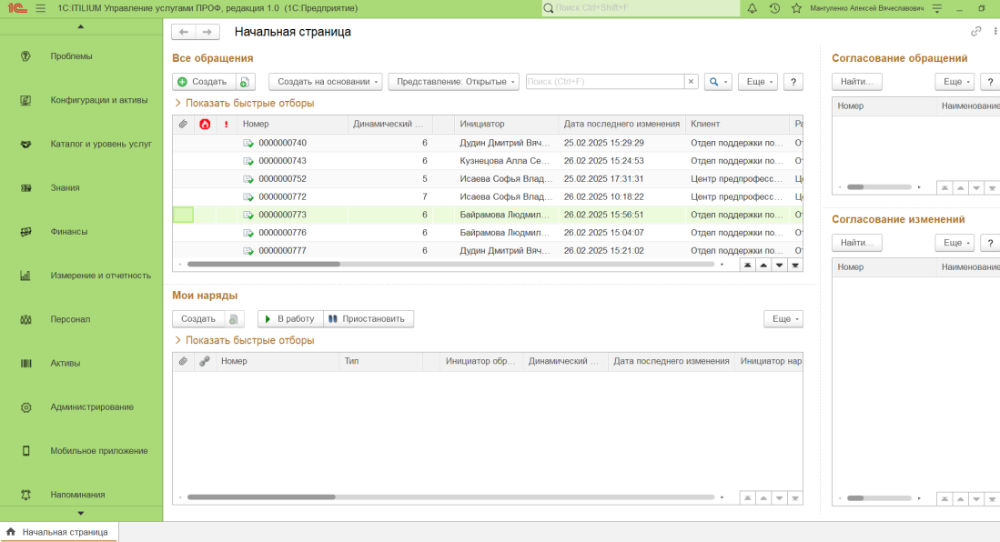 1С:ITILIUM Управление услугами ПРОФ, редакция 1.0 (1С:Предприятие)
Поиск Ctrl+Shift+F
Мантуленко Алексей Вячеславович
Проблемы
Конфигурации и активы
Каталог и уровень услуг
Знания
Финансы
Измерение и отчетность
Персонал
Активы
Администрирование
Мобильное приложение
Напоминания
Начальная страница
Все обращения
Создать Создать на основании Представление: Открытые Поиск (Ctrl+F) × Еще ?
Показать быстрые отборы
! Номер Динамический ... Инициатор Дата последнего изменения Клиент Ра
0000000740 6 Дудин Дмитрий Вяч... 25.02.2025 15:29:29 Отдел поддержки по... От
0000000743 6 Кузнецова Алла Се... 26.02.2025 15:24:53 Отдел поддержки по... От
0000000752 5 Исаева Софья Влад... 25.02.2025 17:31:31 Центр предпрофесс... Це
0000000772 7 Исаева Софья Влад... 26.02.2025 10:18:22 Центр предпрофесс... Це
0000000773 6 Байрамова Людмил... 26.02.2025 15:56:51 Отдел поддержки по... От
0000000776 6 Байрамова Людмил... 26.02.2025 15:04:07 Отдел поддержки по... От
0000000777 6 Дудин Дмитрий Вяч... 26.02.2025 15:21:02 Отдел поддержки по... От
Мои наряды
Создать В работу Приостановить Еще
Показать быстрые отборы
Номер Тип Инициатор обр... Динамический ... Дата последнего изменения Инициатор нар
Согласование обращений
Найти... Еще ?
Номер Наименование
Согласование изменений
Найти... Еще ?
Номер Наименование
Начальная страница